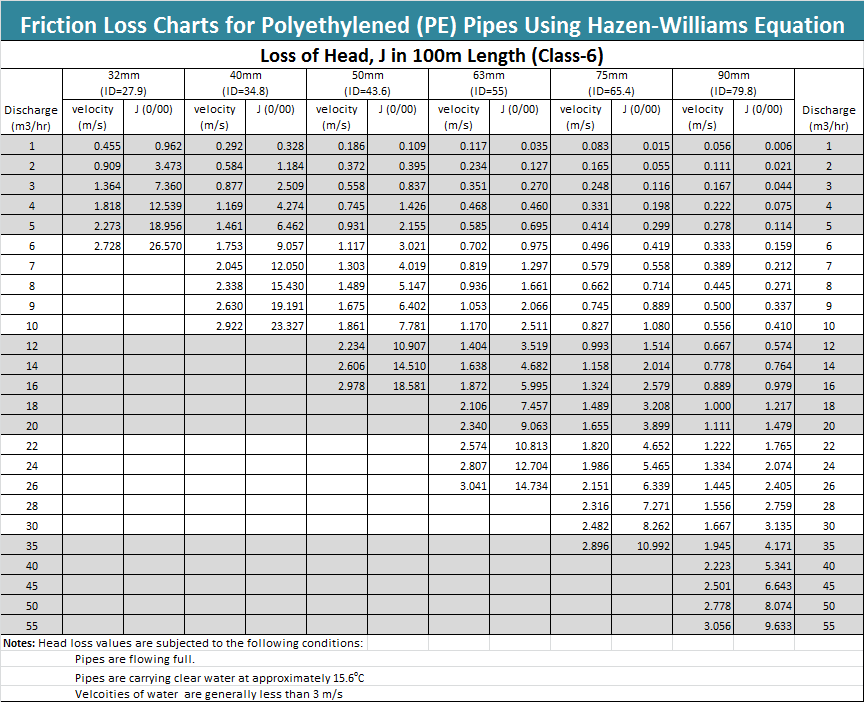 Friction Loss Charts for Polyethylened (PE) Pipes Using Hazen-Williams Equation
Loss of Head, J in 100m Length (Class-6)
32mm 40mm 50mm 63mm 75mm 90mm
(ID=27.9) (ID=34.8) (ID=43.6) (ID=55) (ID=65.4) (ID=79.8)
Discharge velocity J (0/00) velocity J (0/00) velocity J (0/00) velocity J (0/00) velocity J (0/00) velocity J (0/00) Discharge
(m3/hr) (m/s) (m/s) (m/s) (m/s) (m/s) (m/s) (m3/hr)
1 0.455 0.962 0.292 0.328 0.186 0.109 0.117 0.035 0.083 0.015 0.056 0.006 1
2 0.909 3.473 0.584 1.184 0.372 0.395 0.234 0.127 0.165 0.055 0.111 0.021 2
3 1.364 7.360 0.877 2.509 0.558 0.837 0.351 0.270 0.248 0.116 0.167 0.044 3
4 1.818 12.539 1.169 4.274 0.745 1.426 0.468 0.460 0.331 0.198 0.222 0.075 4
5 2.273 18.956 1.461 6.462 0.931 2.155 0.585 0.695 0.414 0.299 0.278 0.114 5
6 2.728 26.570 1.753 9.057 1.117 3.021 0.702 0.975 0.496 0.419 0.333 0.159 6
7 2.045 12.050 1.303 4.019 0.819 1.297 0.579 0.558 0.389 0.212 7
8 2.338 15.430 1.489 5.147 0.936 1.661 0.662 0.714 0.445 0.271 8
9 2.630 19.191 1.675 6.402 1.053 2.066 0.745 0.889 0.500 0.337 9
10 2.922 23.327 1.861 7.781 1.170 2.511 0.827 1.080 0.556 0.410 10
12 2.234 10.907 1.404 3.519 0.993 1.514 0.667 0.574 12
14 2.606 14.510 1.638 4.682 1.158 2.014 0.778 0.764 14
16 2.978 18.581 1.872 5.995 1.324 2.579 0.889 0.979 16
18 2.106 7.457 1.489 3.208 1.000 1.217 18
20 2.340 9.063 1.655 3.899 1.111 1.479 20
22 2.574 10.813 1.820 4.652 1.222 1.765 22
24 2.807 12.704 1.986 5.465 1.334 2.074 24
26 3.041 14.734 2.151 6.339 1.445 2.405 26
28 2.316 7.271 1.556 2.759 28
30 2.482 8.262 1.667 3.135 30
35 2.896 10.992 1.945 4.171 35
40 2.223 5.341 40
45 2.501 6.643 45
50 2.778 8.074 50
55 3.056 9.633 55
Notes: Head loss values are subjected to the following conditions:
Pipes are flowing full.
Pipes are carrying clear water at approximately 15.6⁰C
Velcoities of water are generally less than 3 m/s